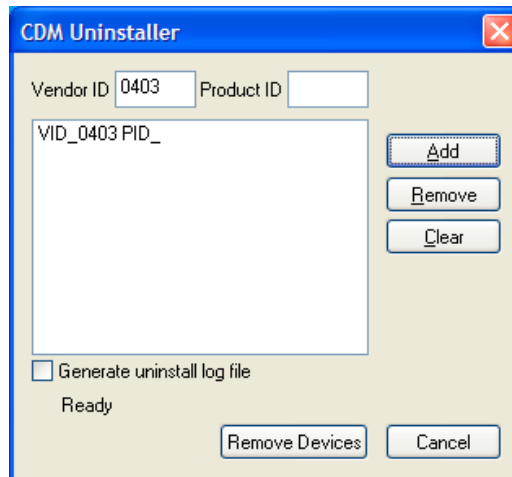 CDM Uninstaller
Vendor ID 0403 Product ID
VID_0403 PID_
Add
Remove
Clear
Generate uninstall log file
Ready
Remove Devices Cancel